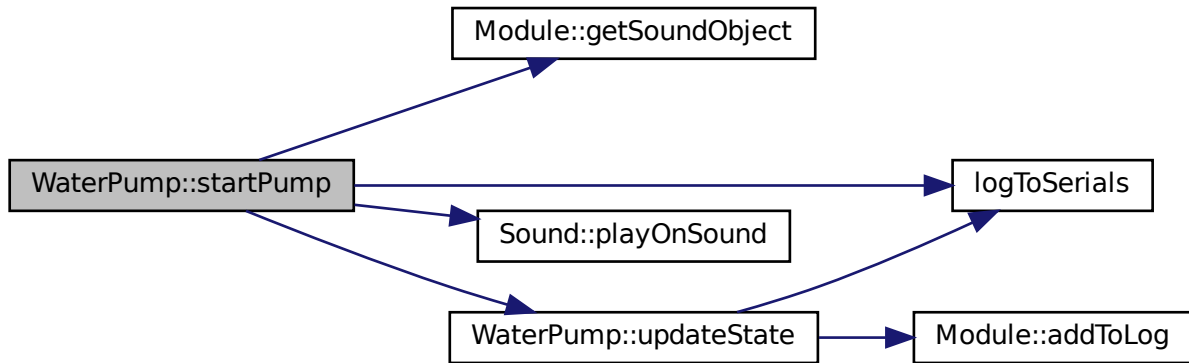 Module::getSoundObject
WaterPump::startPump
logToSerials
Sound::playOnSound
WaterPump::updateState
Module::addToLog